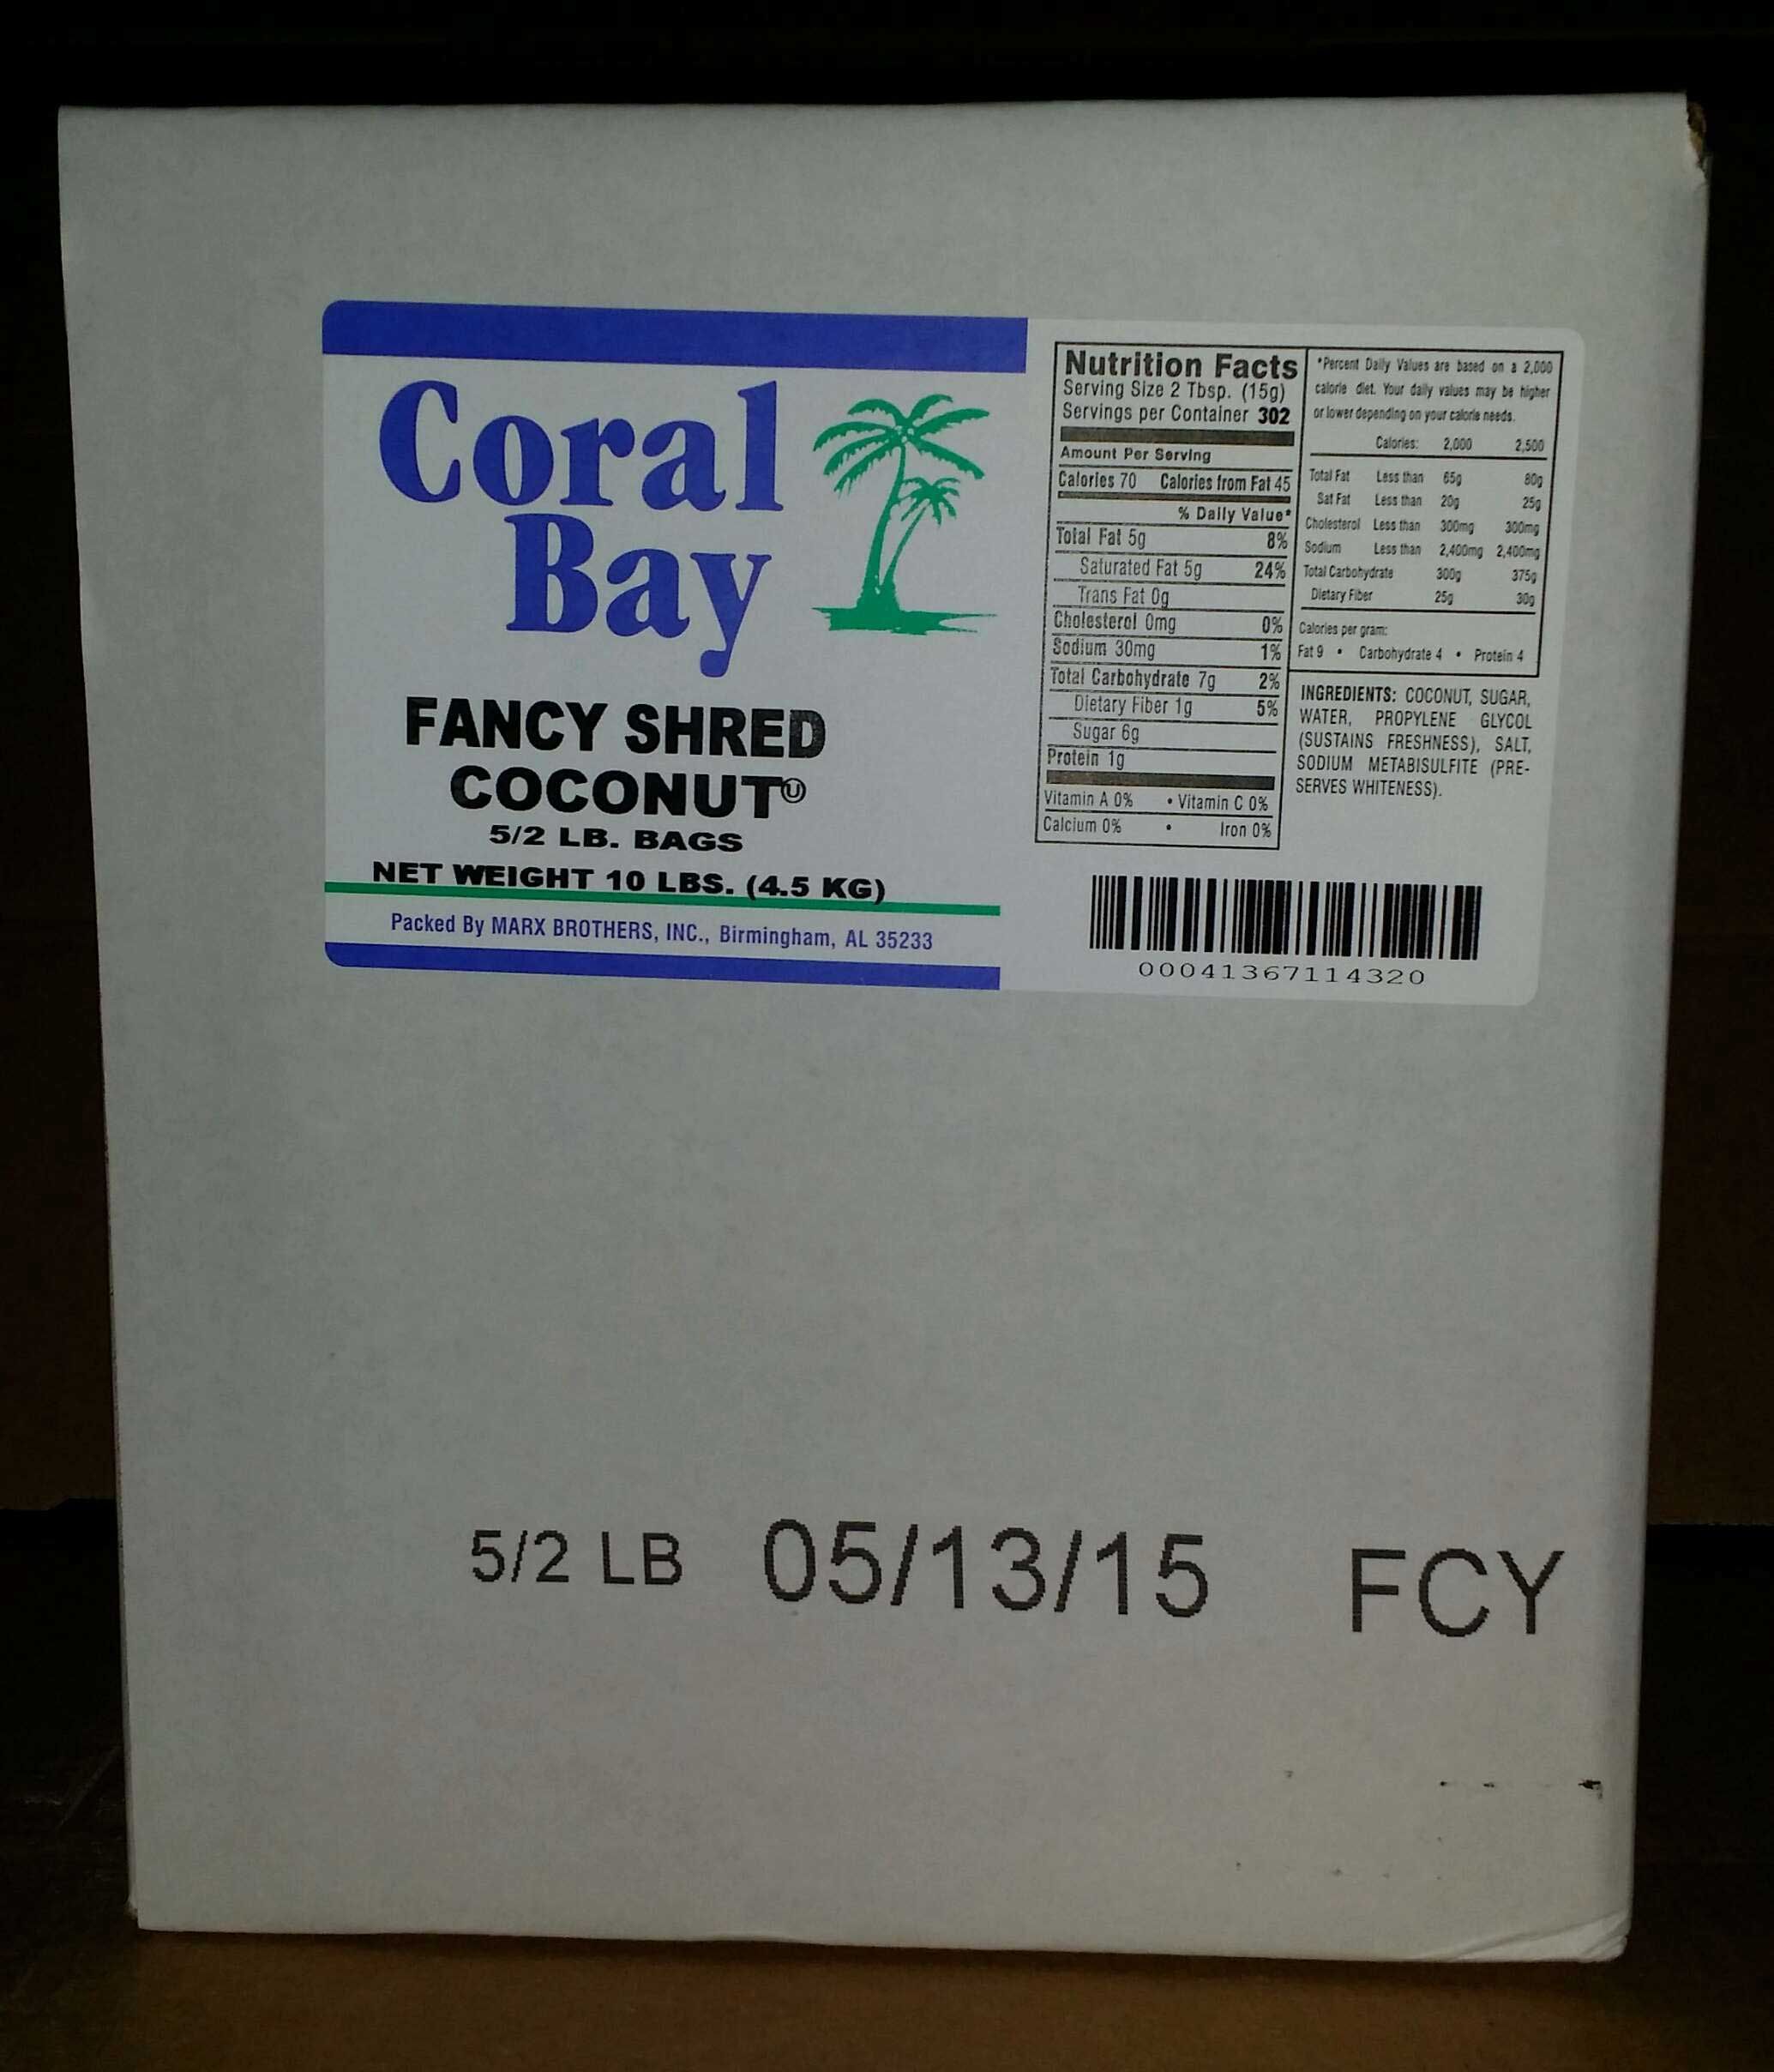 Coral
Bay
FANCY SHRED
COCONUT Ⓤ
5/2 LB. BAGS
NET WEIGHT 10 LBS. (4.5 KG)
Packed By MARX BROTHERS, INC., Birmingham, AL 35233
Nutrition Facts
Serving Size 2 Tbsp. (15g)
Servings per Container 302
Amount Per Serving
Calories 70 Calories from Fat 45
% Daily Value*
Total Fat 5g 8%
Saturated Fat 5g 24%
Trans Fat 0g
Cholesterol 0mg 0%
Sodium 30mg 1%
Total Carbohydrate 7g 2%
Dietary Fiber 1g 5%
Sugar 6g
Protein 1g
Vitamin A 0% • Vitamin C 0%
Calcium 0% • Iron 0%
*Percent Daily Values are based on a 2,000
calorie diet. Your daily values may be higher
or lower depending on your calorie needs.
Calories: 2,000 2,500
Total Fat Less than 65g 80g
Sat Fat Less than 20g 25g
Cholesterol Less than 300mg 300mg
Sodium Less than 2,400mg 2,400mg
Total Carbohydrate 300g 375g
Dietary Fiber 25g 30g
Calories per gram:
Fat 9 • Carbohydrate 4 • Protein 4
INGREDIENTS: COCONUT, SUGAR,
WATER, PROPYLENE GLYCOL
(SUSTAINS FRESHNESS), SALT,
SODIUM METABISULFITE (PRE-
SERVES WHITENESS).
00041367114320
5/2 LB 05/13/15 FCY